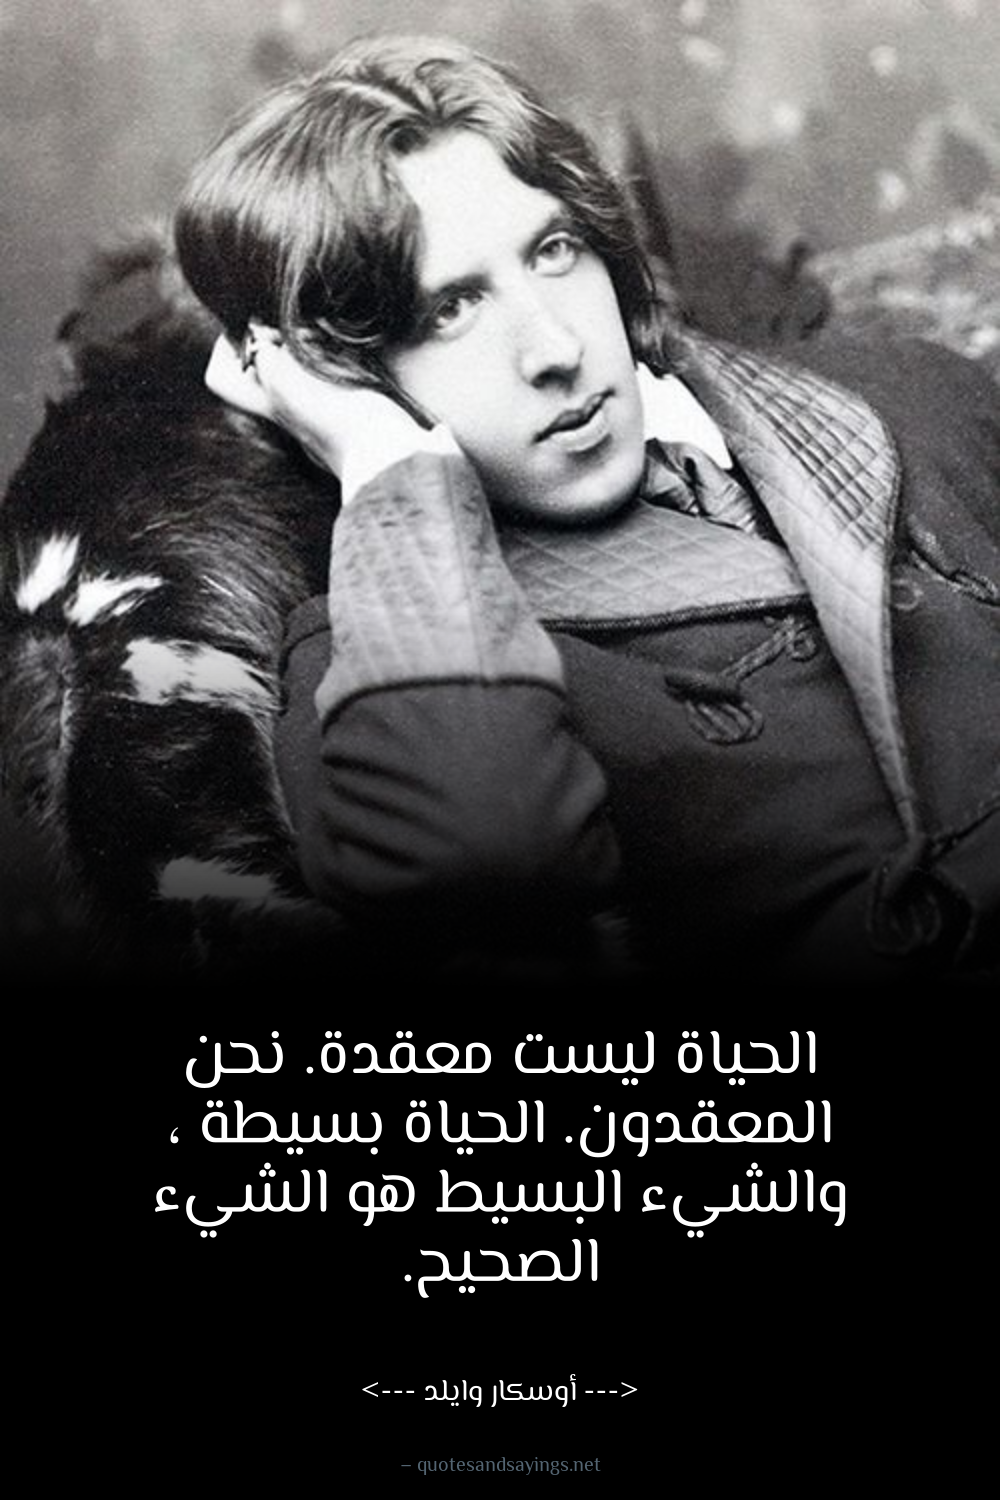 الحياة ليست معقدة. نحن
المعقدون. الحياة بسيطة ،
والشيء البسيط هو الشيء
الصحيح.
<--- أوسكار وايلد --->
– quotesandsayings.net